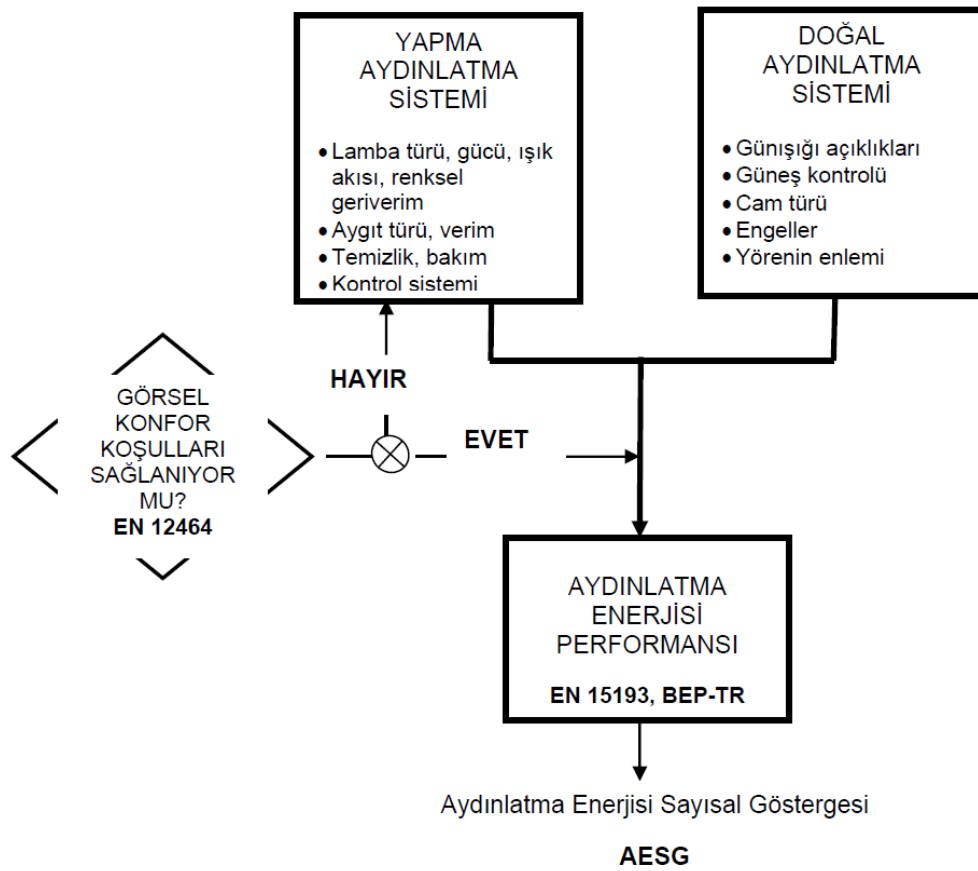 YAPMA
AYDINLATMA
SİSTEMİ
• Lamba türü, gücü, ışık
akısı, renksel
geriverim
• Aygıt türü, verim
• Temizlik, bakım
• Kontrol sistemi
DOĞAL
AYDINLATMA
SİSTEMİ
• Günışığı açıklıkları
• Güneş kontrolü
• Cam türü
• Engeller
• Yörenin enlemi
HAYIR
GÖRSEL
KONFOR
KOŞULLARI
SAĞLANIYOR
MU?
EN 12464
EVET
AYDINLATMA
ENERJİSİ
PERFORMANSI
EN 15193, BEP-TR
Aydınlatma Enerjisi Sayısal Göstergesi
AESG